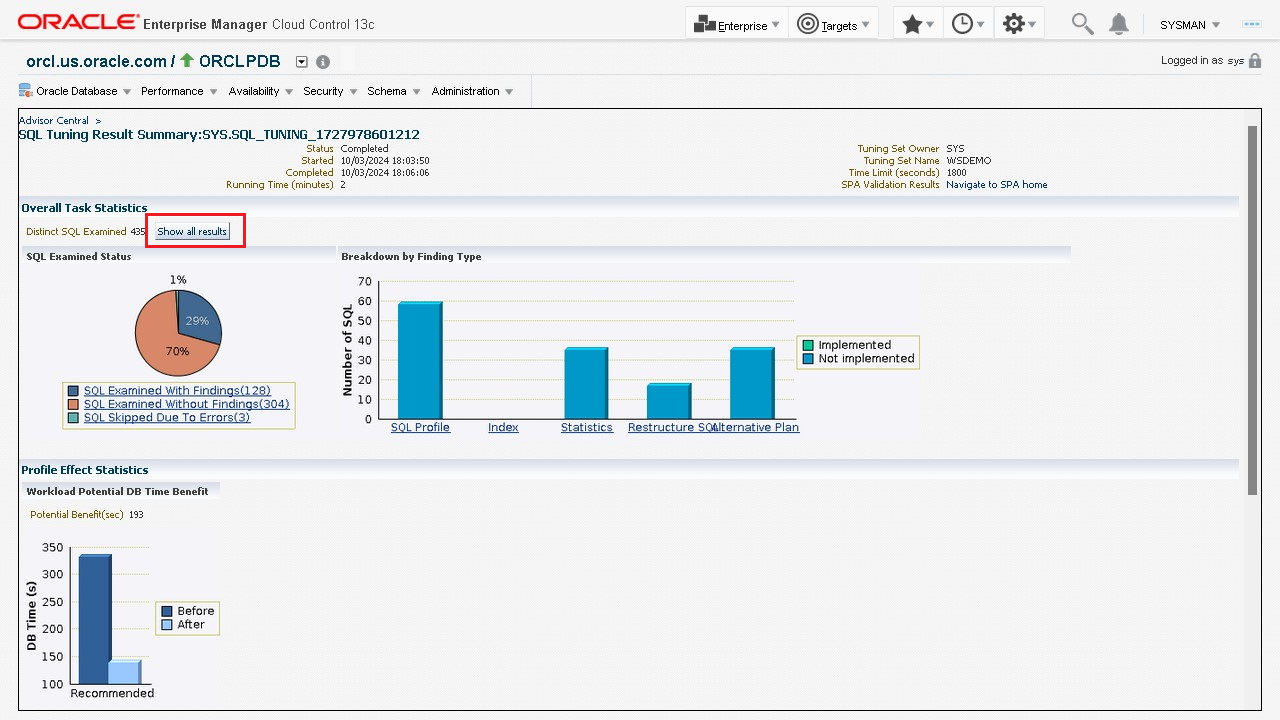 ORACLE Enterprise Manager Cloud Control 13c
Enterprise Targets SYSMAN
orcl.us.oracle.com / ORCLPDB
Logged in as sys
Oracle Database Performance Availability Security Schema Administration
Advisor Central >
SQL Tuning Result Summary:SYS.SQL_TUNING_1727978601212
Status Completed
Started 10/03/2024 18:03:50
Completed 10/03/2024 18:06:06
Running Time (minutes) 2
Tuning Set Owner SYS
Tuning Set Name WSDEMO
Time Limit (seconds) 1800
SPA Validation Results Navigate to SPA home
Overall Task Statistics
Distinct SQL Examined 435 Show all results
SQL Examined Status
1%
29%
70%
SQL Examined With Findings(128)
SQL Examined Without Findings(304)
SQL Skipped Due To Errors(3)
Breakdown by Finding Type
Number of SQL
70
60
50
40
30
20
10
0
SQL Profile Index Statistics Restructure SQL Alternative Plan
Implemented
Not implemented
Profile Effect Statistics
Workload Potential DB Time Benefit
Potential Benefit(sec) 193
DB Time (s)
350
300
250
200
150
100
Recommended
Before
After